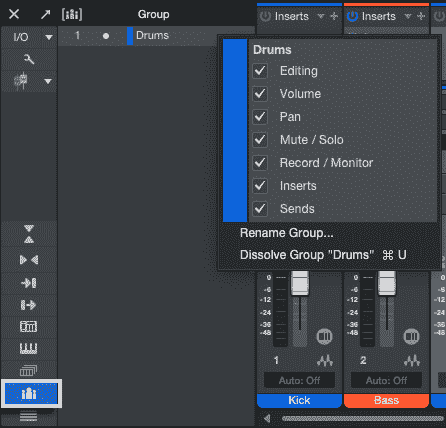 Group
Inserts
Inserts
I/O
1
Drums
Drums
Editing
Volume
Pan
Mute / Solo
Record / Monitor
Inserts
Sends
Rename Group...
Dissolve Group "Drums" ⌘ U
0
-6
-12
-24
-36
-48
0
-6
-12
-24
-36
-48
1
2
Auto: Off
Auto: Off
Kick
Bass